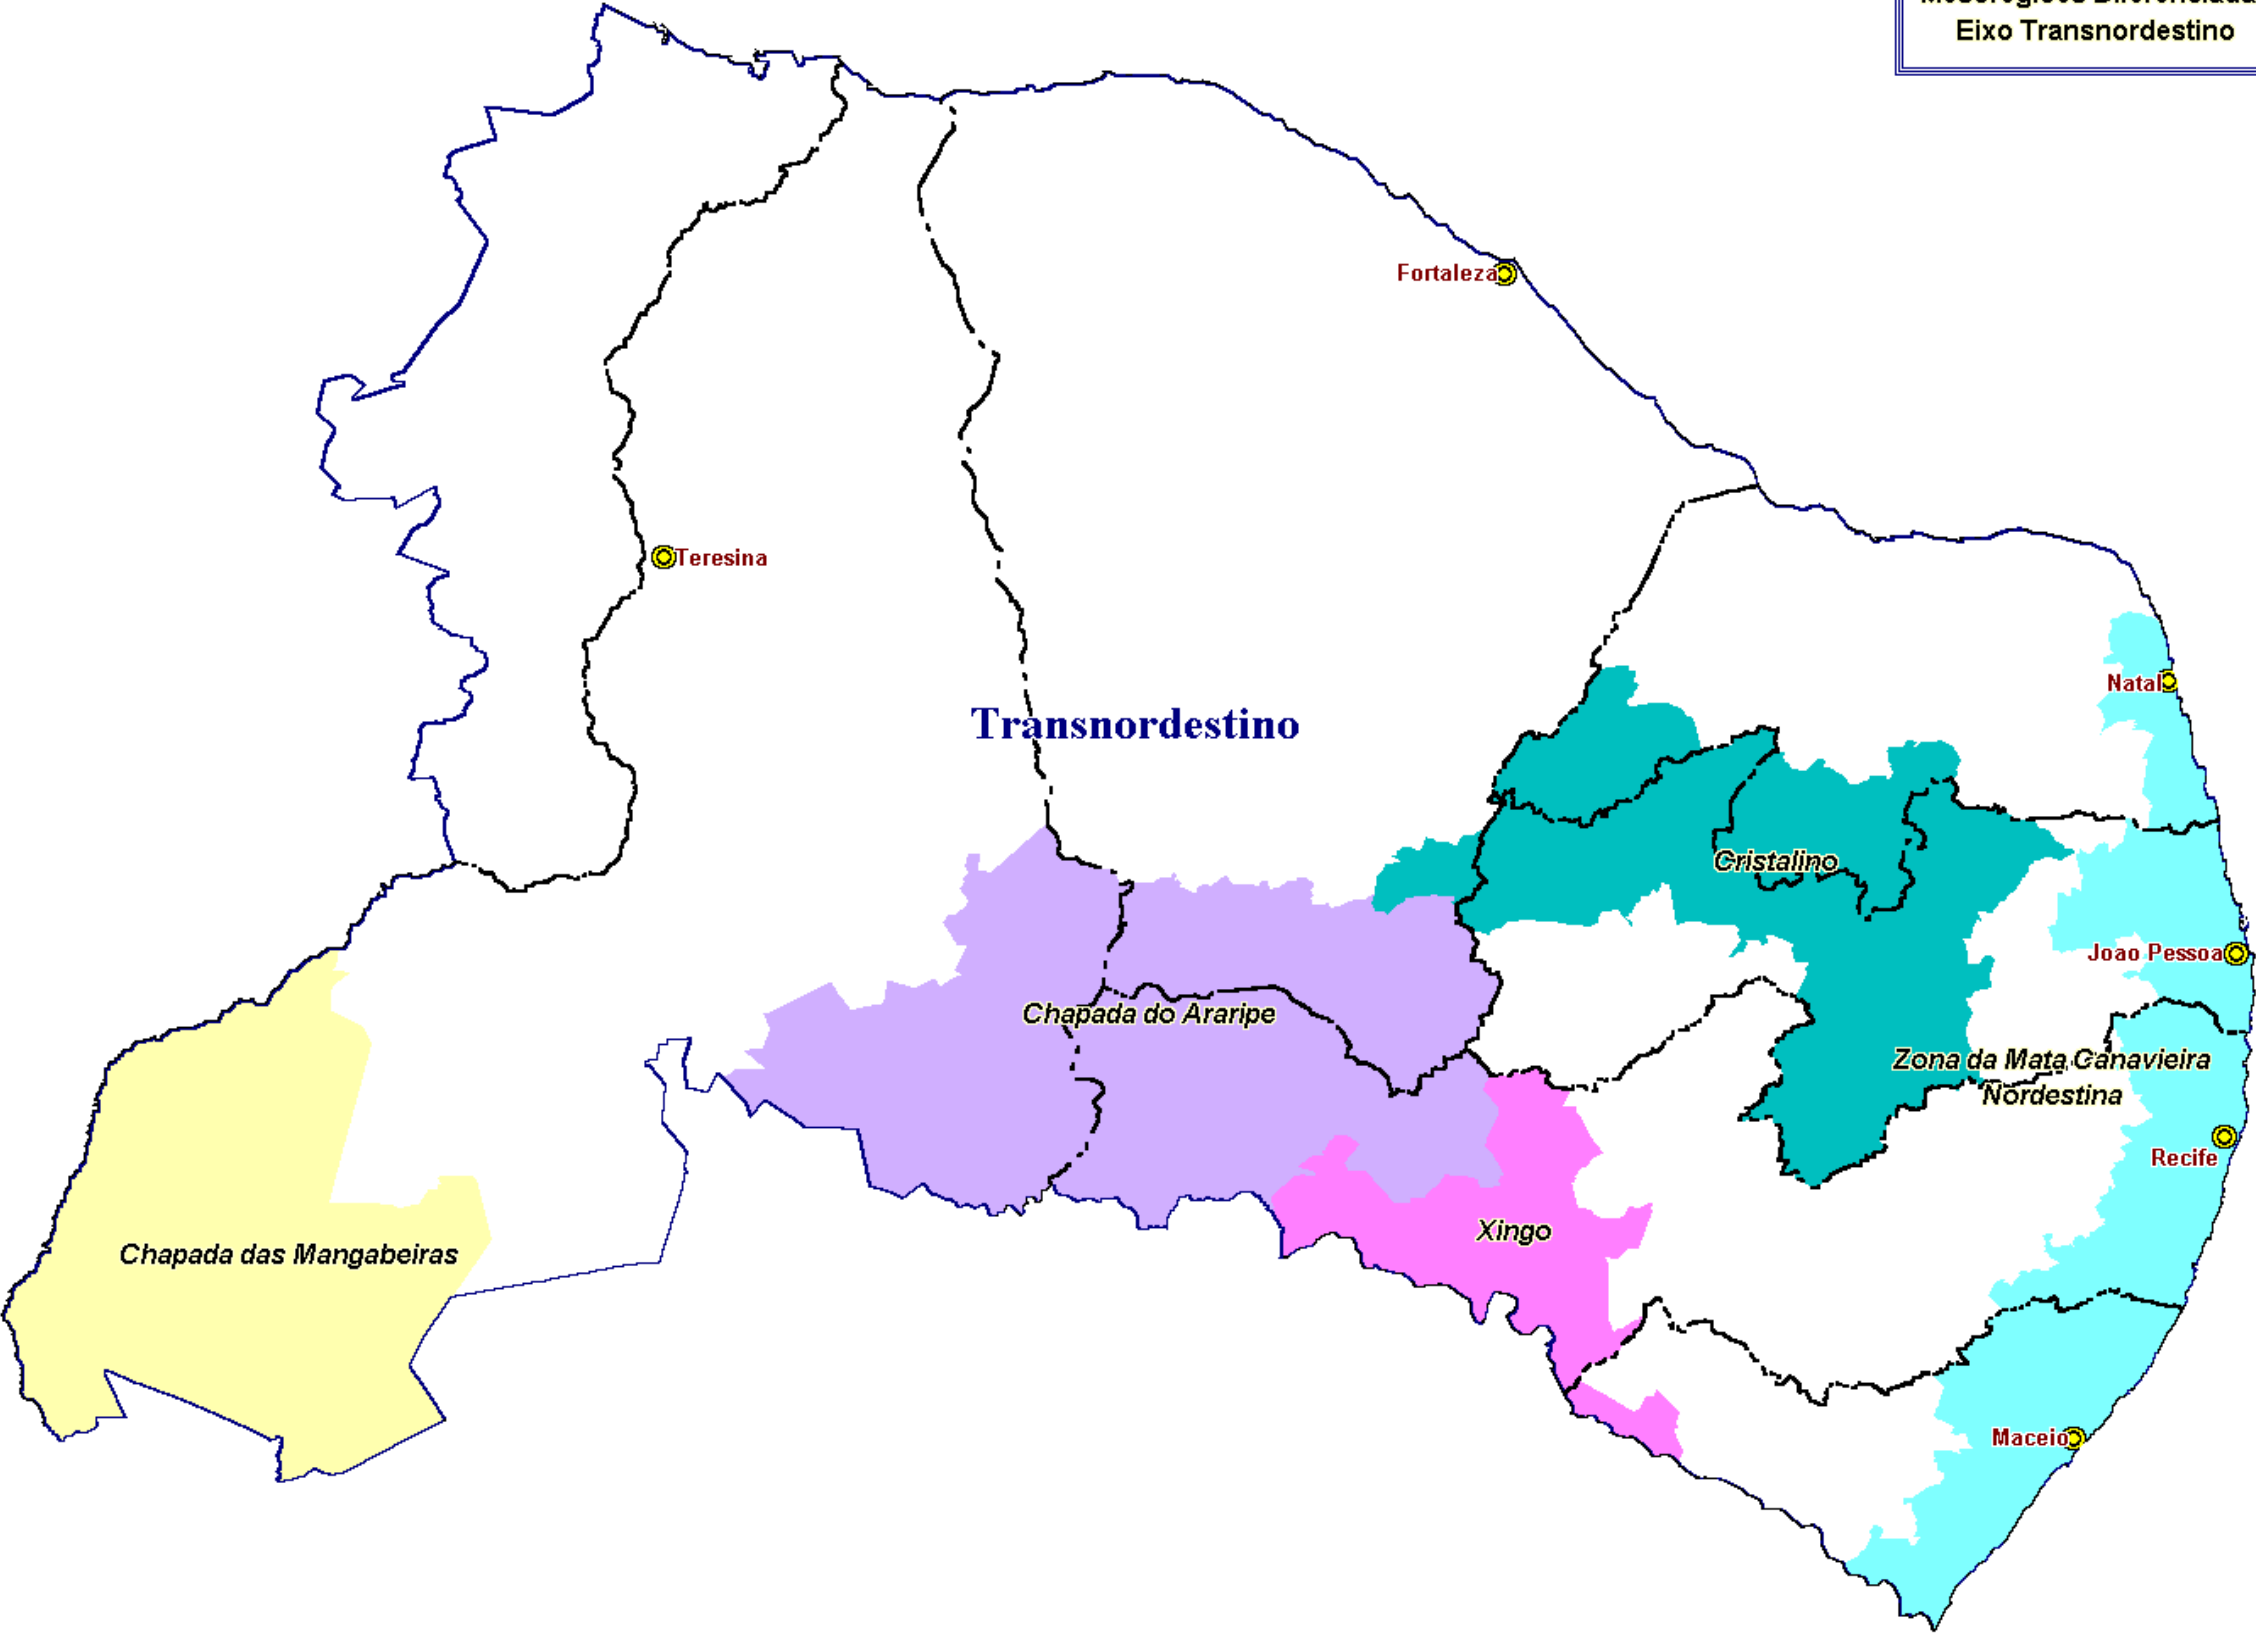 Eixo Transnordestino
Fortaleza
Teresina
Natal
Transnordestino
Cristalino
Joao Pessoa
Chapada do Araripe
Zona da Mata Canavieira
Nordestina
Recife
Xingo
Chapada das Mangabeiras
Maceio